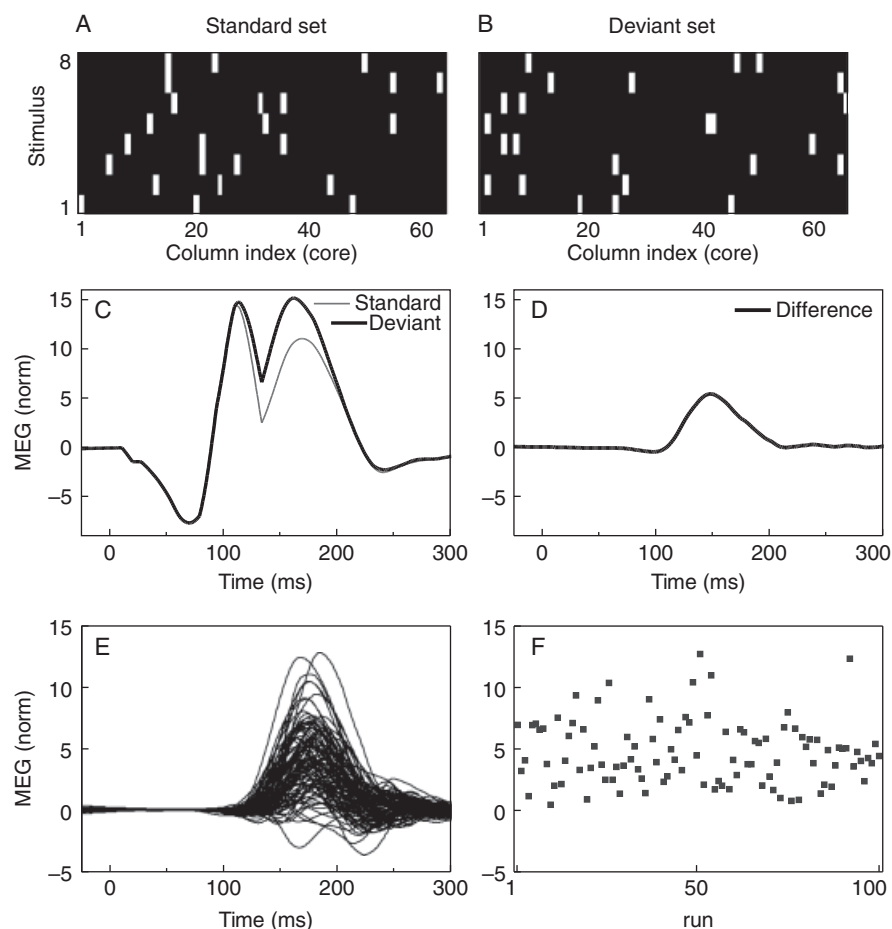 A Standard set
B Deviant set
Stimulus
8
1
1 20 40 60
Column index (core)
1 20 40 60
Column index (core)
C
Standard
Deviant
MEG (norm)
15
10
5
0
–5
0 100 200 300
Time (ms)
D
Difference
15
10
5
0
–5
0 100 200 300
Time (ms)
E
MEG (norm)
15
10
5
0
–5
0 100 200 300
Time (ms)
F
15
10
5
0
–5
1 50 100
run